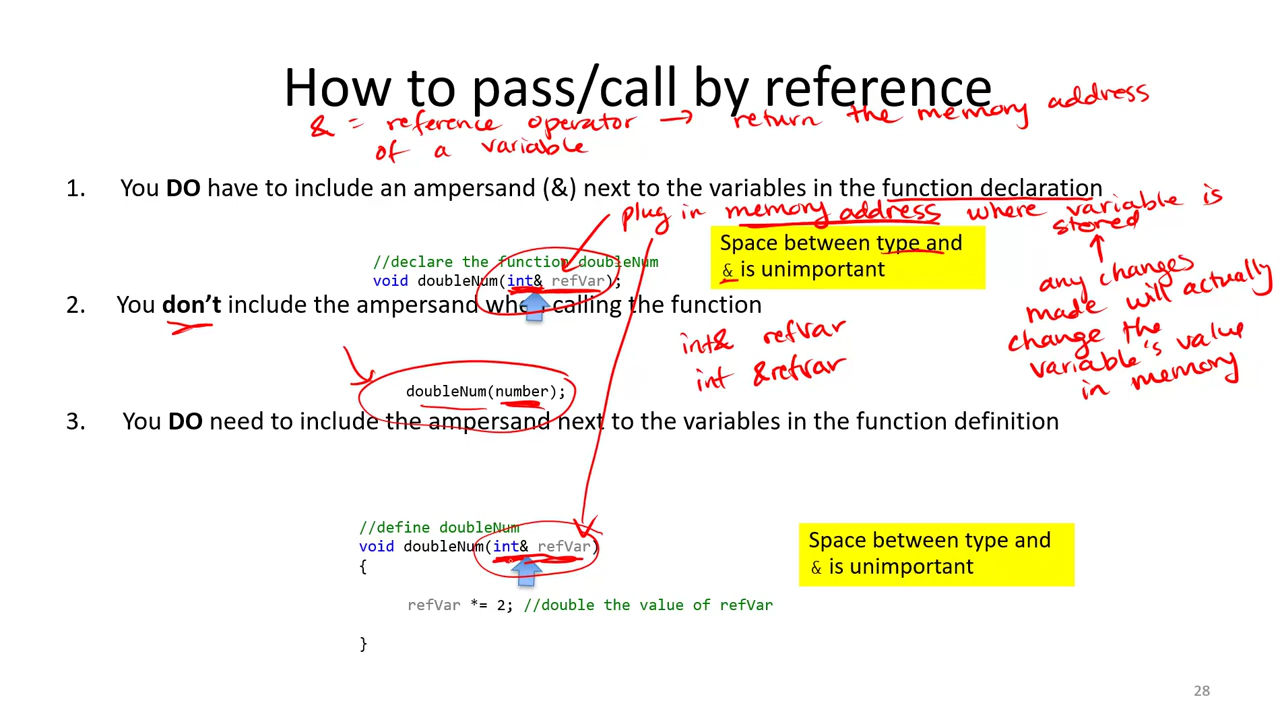 How to pass/call by reference
& = reference operator → return the memory address
of a variable
1. You DO have to include an ampersand (&) next to the variables in the function declaration
plug in memory address where variable is
stored
↑
any changes
made will actually
change the
variable's value
in memory
Space between type and
& is unimportant
//declare the function doubleNum
void doubleNum(int& refVar);
2. You don't include the ampersand when calling the function
int& refVar
int &refVar
doubleNum(number);
3. You DO need to include the ampersand next to the variables in the function definition
//define doubleNum
void doubleNum(int& refVar)
{
refVar *= 2; //double the value of refVar
}
Space between type and
& is unimportant
28